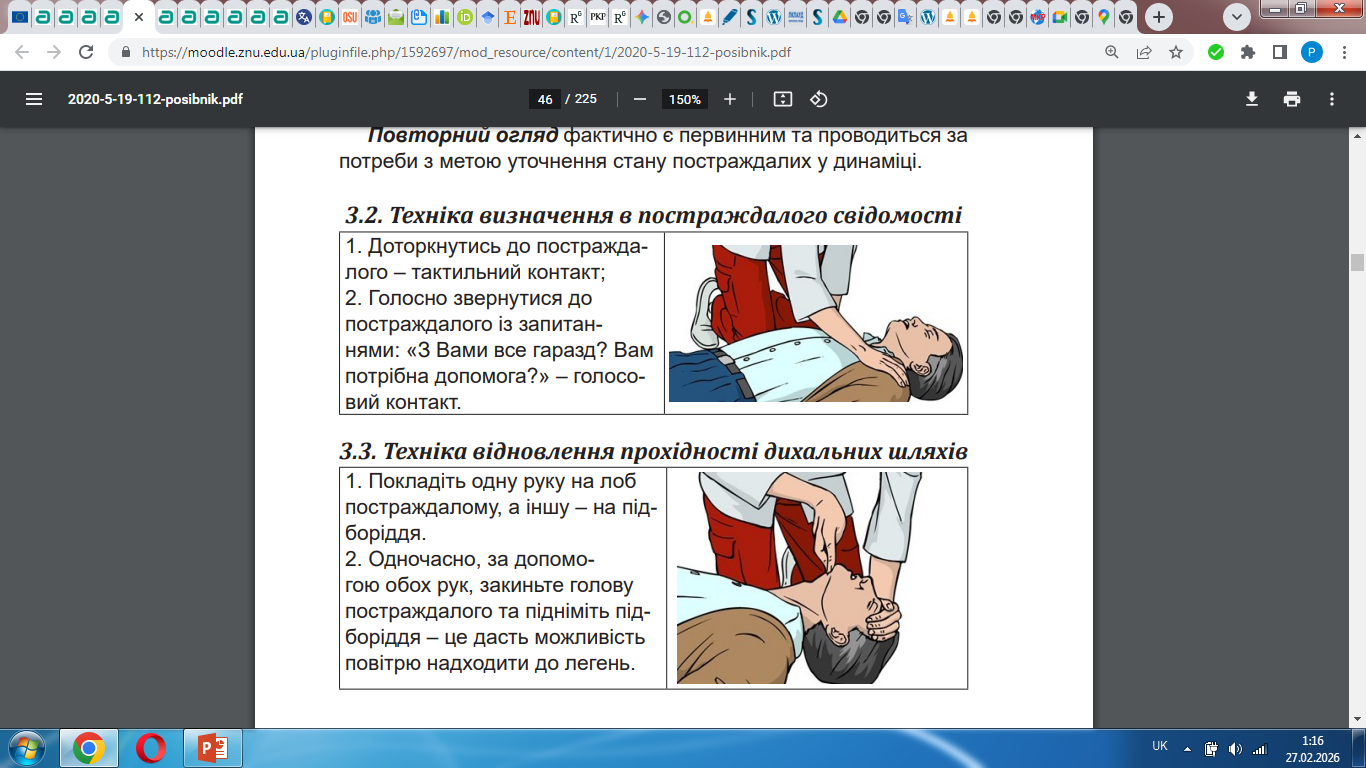 https://moodle.znu.edu.ua/pluginfile.php/1592697/mod_resource/content/1/2020-5-19-112-posibnik.pdf
2020-5-19-112-posibnik.pdf
46 / 225
150%
Повторний огляд фактично є первинним та проводиться за
потреби з метою уточнення стану постраждалих у динаміці.
3.2. Техніка визначення в постраждалого свідомості
1. Доторкнутись до постражда-
лого – тактильний контакт;
2. Голосно звернутися до
постраждалого із запитан-
нями: «З Вами все гаразд? Вам
потрібна допомога?» – голосо-
вий контакт.
3.3. Техніка відновлення прохідності дихальних шляхів
1. Покладіть одну руку на лоб
постраждалому, а іншу – на під-
боріддя.
2. Одночасно, за допомо-
гою обох рук, закиньте голову
постраждалого та підніміть під-
боріддя – це дасть можливість
повітрю надходити до легень.
UK
1:16
27.02.2026